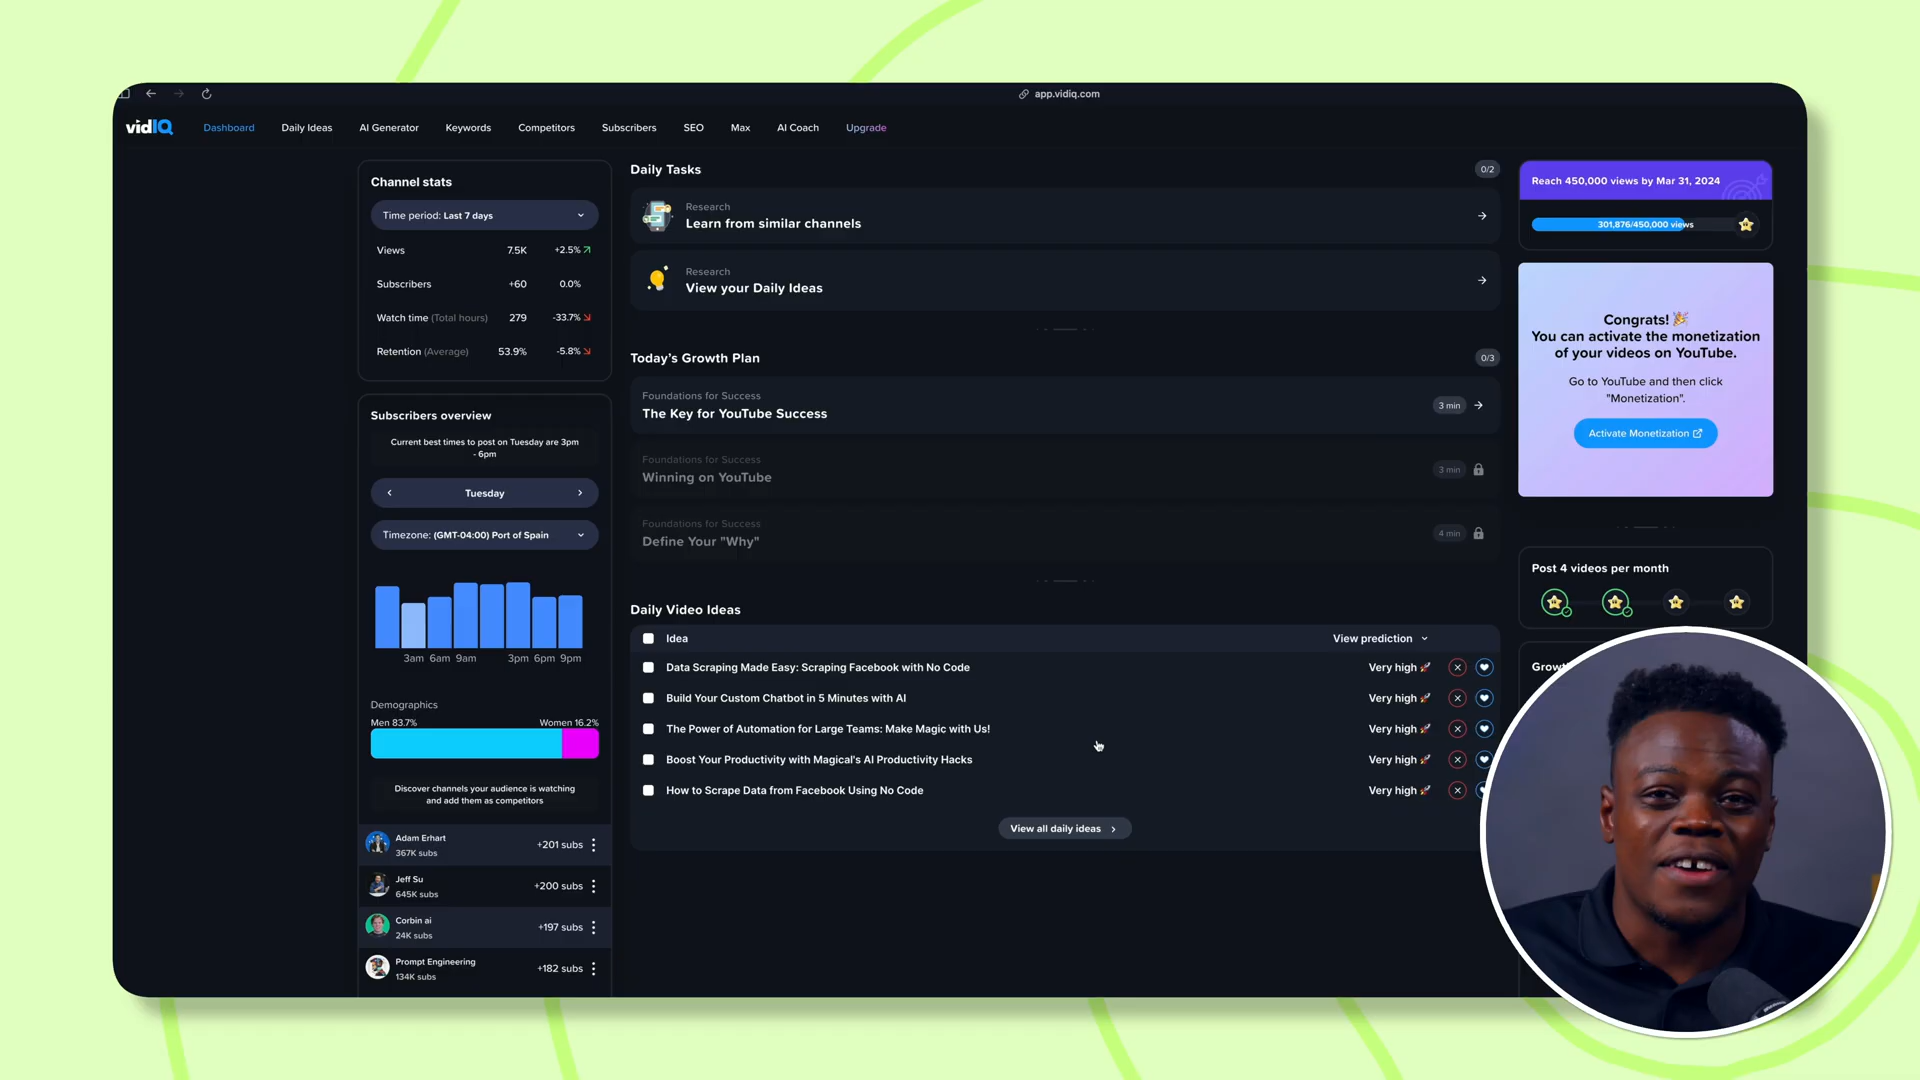 app.vidiq.com
vidIQ
Dashboard
Daily Ideas
AI Generator
Keywords
Competitors
Subscribers
SEO
Max
AI Coach
Upgrade
Channel stats
Time period: Last 7 days
Views 7.5K +2.5%
Subscribers +60 0.0%
Watch time (Total hours) 279 -33.7%
Retention (Average) 53.9% -5.8%
Subscribers overview
Current best times to post on Tuesday are 3pm
- 6pm
Tuesday
Timezone: (GMT-04:00) Port of Spain
3am 6am 9am 3pm 6pm 9pm
Demographics
Men 83.7% Women 16.2%
Discover channels your audience is watching
and add them as competitors
Adam Erhart
367K subs
+201 subs
Jeff Su
645K subs
+200 subs
Corbin ai
24K subs
+197 subs
Prompt Engineering
134K subs
+182 subs
Daily Tasks 0/2
Research
Learn from similar channels
Research
View your Daily Ideas
Today's Growth Plan 0/3
Foundations for Success
The Key for YouTube Success
3 min
Foundations for Success
Winning on YouTube
3 min
Foundations for Success
Define Your "Why"
4 min
Daily Video Ideas
Idea View prediction
Data Scraping Made Easy: Scraping Facebook with No Code Very high
Build Your Custom Chatbot in 5 Minutes with AI Very high
The Power of Automation for Large Teams: Make Magic with Us! Very high
Boost Your Productivity with Magical's AI Productivity Hacks Very high
How to Scrape Data from Facebook Using No Code Very high
View all daily ideas
Reach 450,000 views by Mar 31, 2024
301,876/450,000 views
Congrats!
You can activate the monetization
of your videos on YouTube.
Go to YouTube and then click
"Monetization".
Activate Monetization
Post 4 videos per month